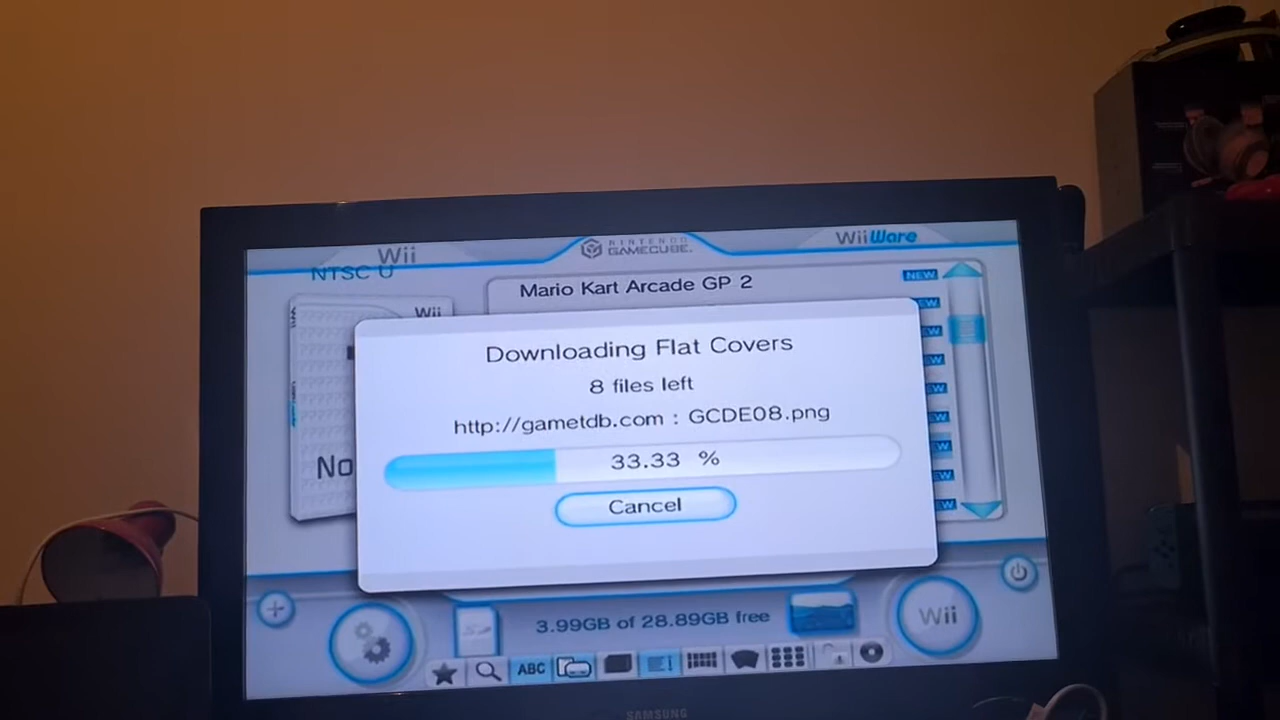 Wii
NINTENDO
GAMECUBE.
WiiWare
NTSC U
Mario Kart Arcade GP 2
NEW
Wii
Downloading Flat Covers
8 files left
http://gametdb.com : GCDE08.png
33.33 %
No
Cancel
3.99GB of 28.89GB free
Wii
ABC
SAMSUNG